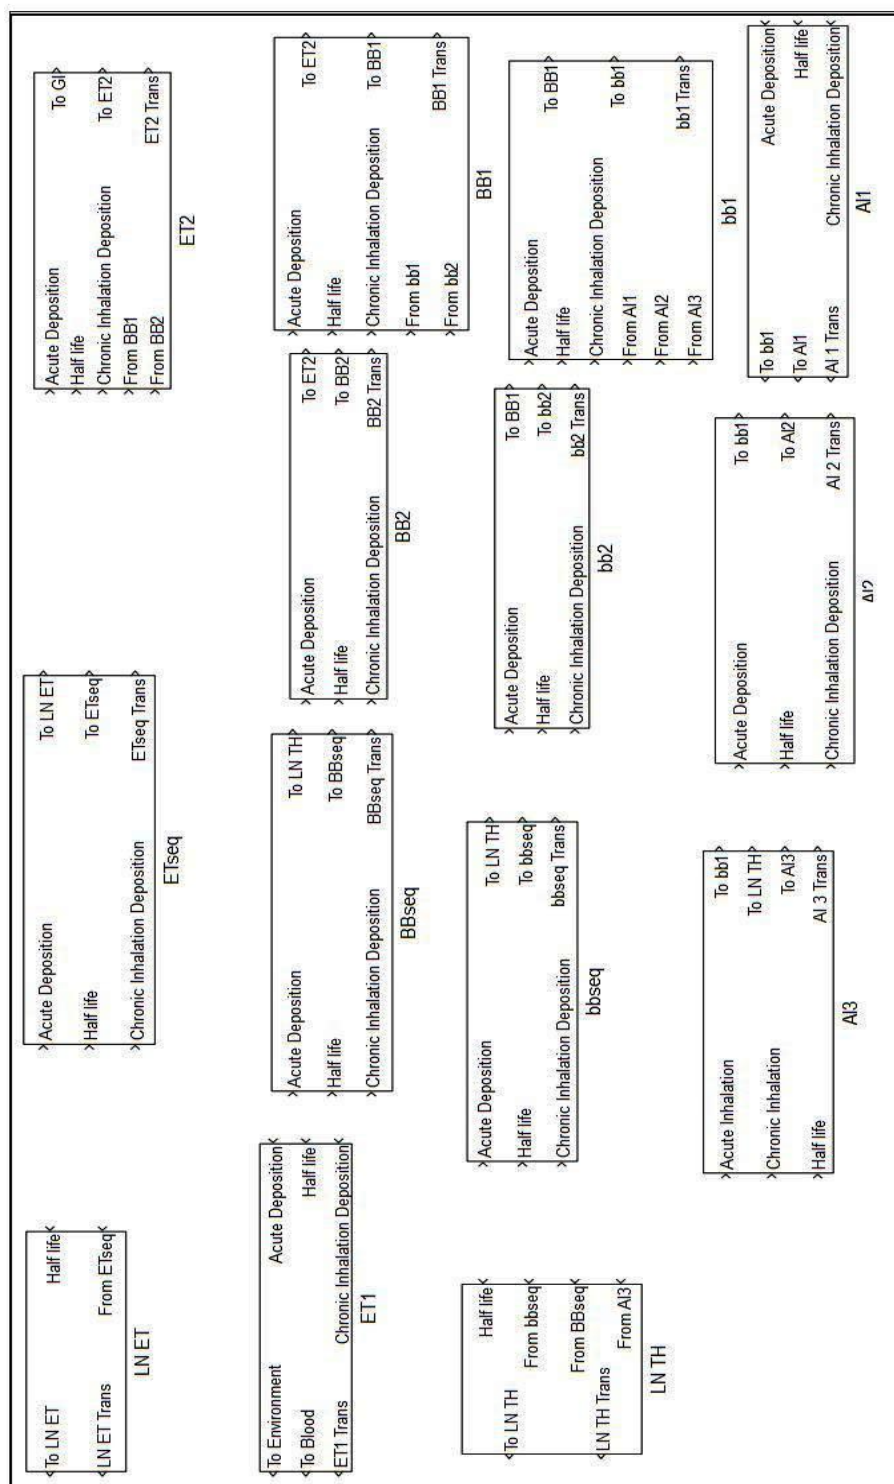 To LN ET
Half life
LN ET Trans
From ETseq
LN ET
Acute Deposition
To LN ET
Half life
To ETseq
Chronic Inhalation Deposition
ETseq Trans
ETseq
Acute Deposition
To GI
Half life
Chronic Inhalation Deposition
To ET2
From BB1
From BB2
ET2 Trans
ET2
To Environment
Acute Deposition
To Blood
Half life
ET1 Trans
Chronic Inhalation Deposition
ET1
Acute Deposition
To LN TH
Half life
To BBseq
Chronic Inhalation Deposition
BBseq Trans
BBseq
Acute Deposition
To ET2
Half life
To BB2
Chronic Inhalation Deposition
BB2 Trans
BB2
Acute Deposition
To ET2
Half life
Chronic Inhalation Deposition
To BB1
From bb1
From bb2
BB1 Trans
BB1
Half life
To LN TH
From bbseq
From BBseq
LN TH Trans
From AI3
LN TH
Acute Deposition
To LN TH
Half life
To bbseq
Chronic Inhalation Deposition
bbseq Trans
bbseq
Acute Deposition
To BB1
Half life
To bb2
Chronic Inhalation Deposition
bb2 Trans
bb2
Acute Deposition
To BB1
Half life
Chronic Inhalation Deposition
To bb1
From AI1
From AI2
From AI3
bb1 Trans
bb1
Acute Inhalation
To bb1
To LN TH
Chronic Inhalation
To AI3
Half life
AI 3 Trans
AI3
Acute Deposition
To bb1
Half life
To AI2
Chronic Inhalation Deposition
AI 2 Trans
AI2
To bb1
Acute Deposition
To AI1
Half life
AI 1 Trans
Chronic Inhalation Deposition
AI1